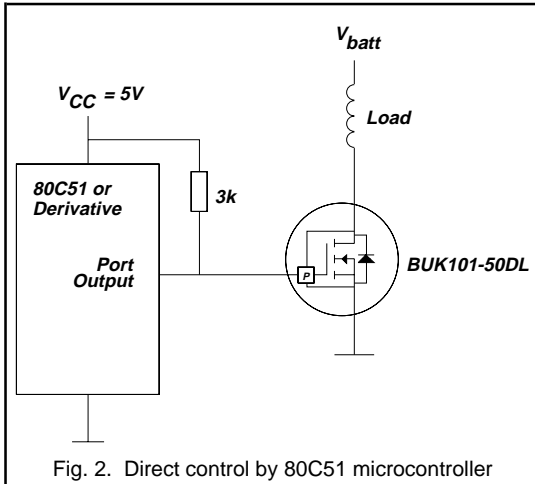 V_batt
V_CC = 5V
Load
80C51 or
Derivative
3k
Port
Output
P
BUK101-50DL
Fig. 2. Direct control by 80C51 microcontroller